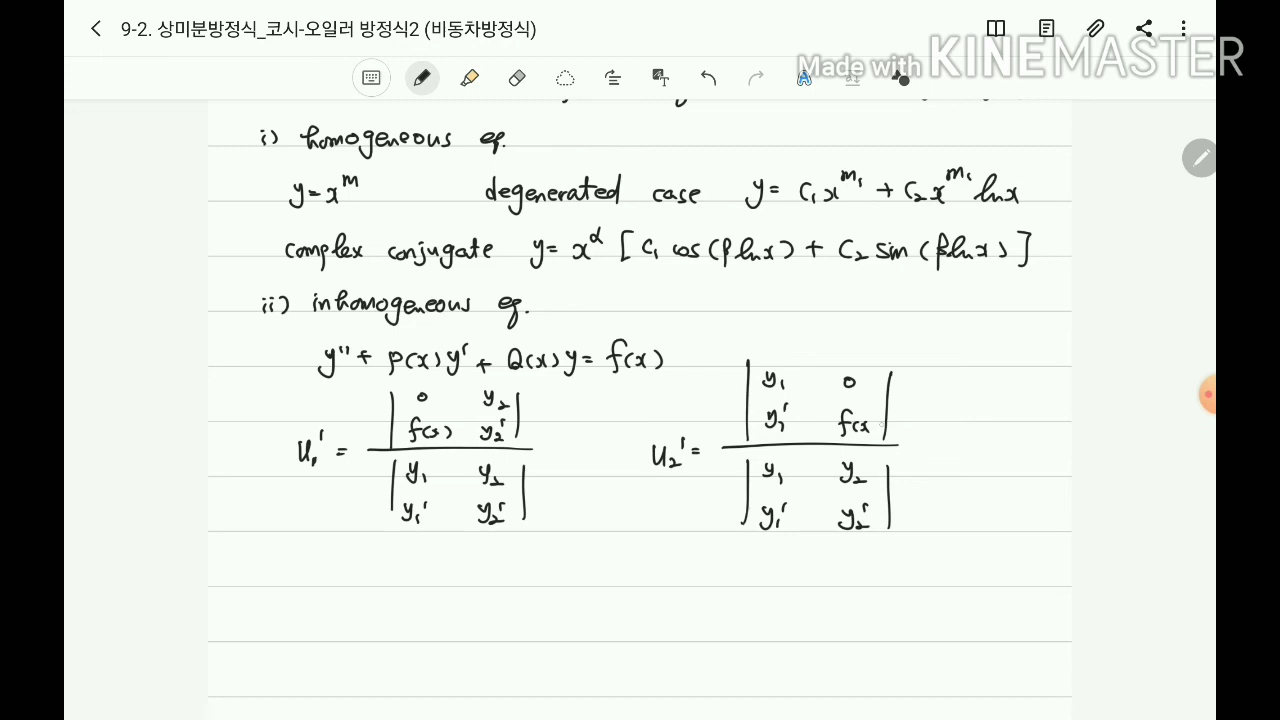 9-2. 상미분방정식_코시-오일러 방정식2 (비동차방정식)
Made with KINEMASTER
i) homogeneous eq.
y = x^m degenerated case y = C₁x^m₁ + C₂x^m₁ lnx
complex conjugate y = x^α [ C₁ cos(βlnx) + C₂ sin(βlnx) ]
ii) inhomogeneous eq.
y'' + P(x)y' + Q(x)y = f(x)
u₁' = | 0 y₂ ; f(x) y₂' | / | y₁ y₂ ; y₁' y₂' | u₂' = | y₁ 0 ; y₁' f(x | / | y₁ y₂ ; y₁' y₂' |